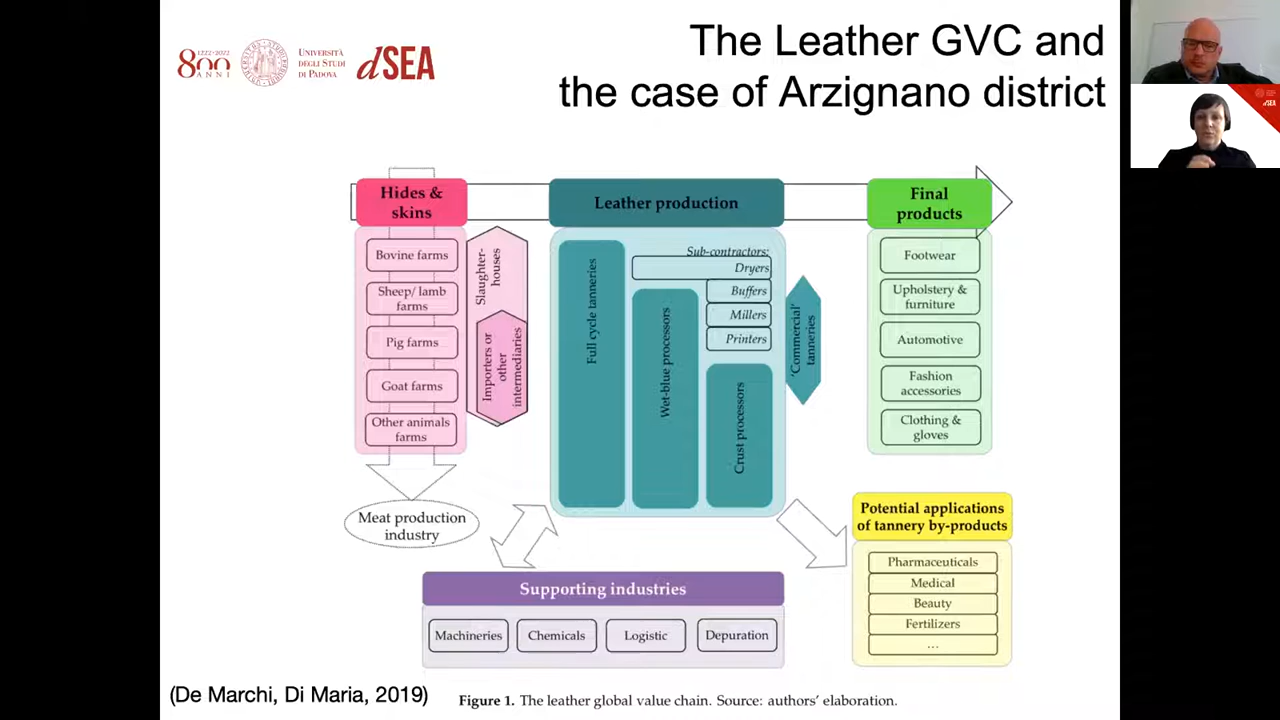 1222·2022
800
ANNI
UNIVERSITÀ
DEGLI STUDI
DI PADOVA
dSEA
The Leather GVC and
the case of Arzignano district
Hides &
skins
Bovine farms
Sheep/ lamb
farms
Pig farms
Goat farms
Other animals
farms
Slaughter-
houses
Importers or
other
intermediaries
Meat production
industry
Leather production
Full cycle tanneries
Wet-blue processors
Sub-contractors:
Dryers
Buffers
Millers
Printers
Crust processors
'Commercial'
tanneries
Final
products
Footwear
Upholstery &
furniture
Automotive
Fashion
accessories
Clothing &
gloves
Potential applications
of tannery by-products
Pharmaceuticals
Medical
Beauty
Fertilizers
...
Supporting industries
Machineries
Chemicals
Logistic
Depuration
(De Marchi, Di Maria, 2019)
Figure 1. The leather global value chain. Source: authors' elaboration.
dSEA